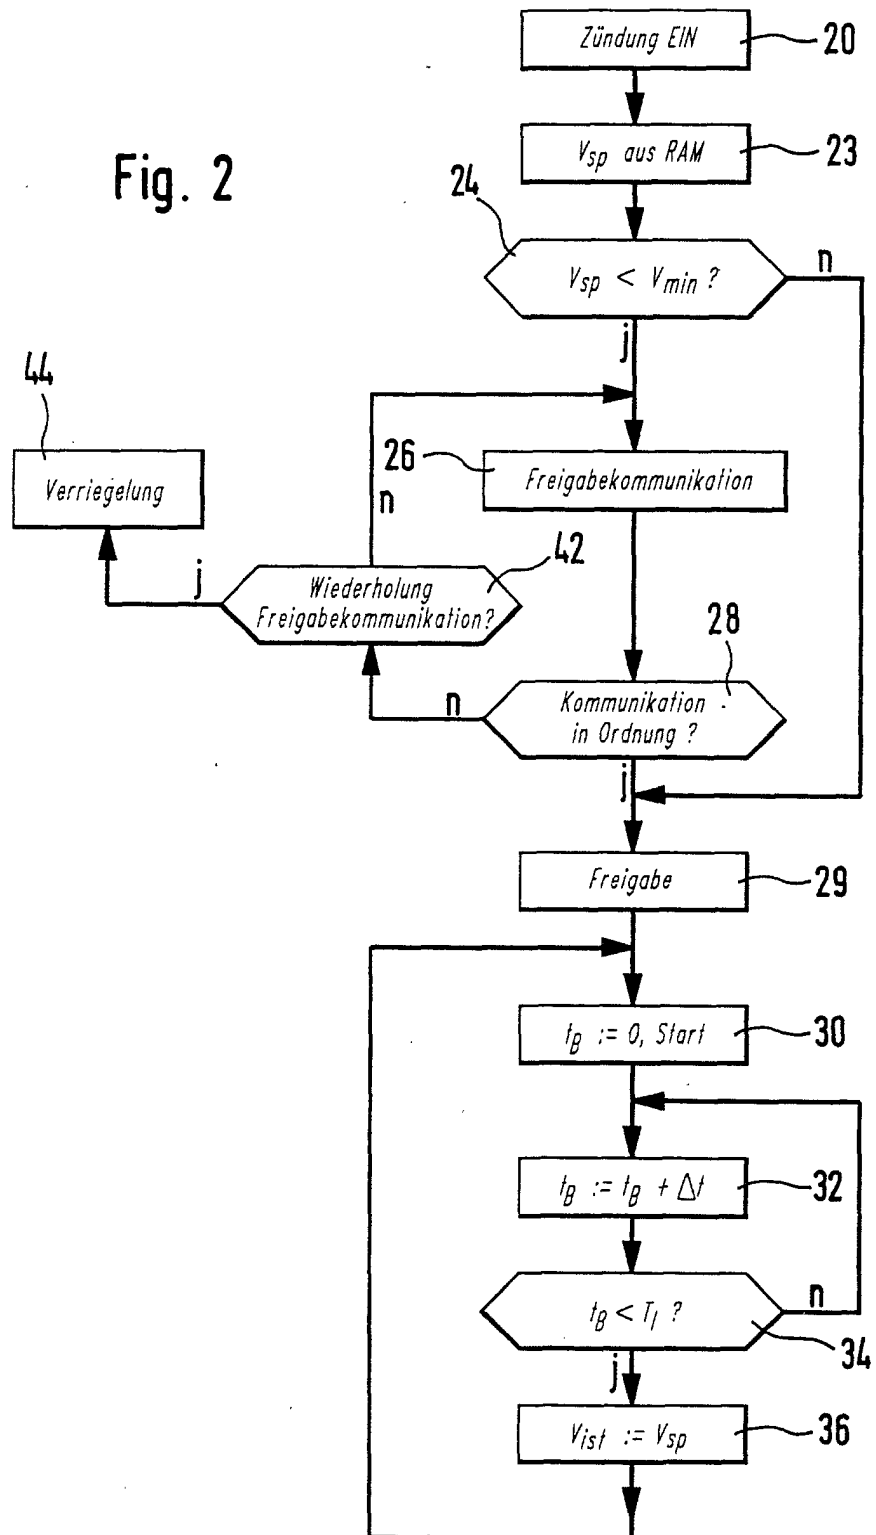 Zündung EIN
20
Fig. 2
V_sp aus RAM
23
24
V_sp < V_min ?
n
j
44
Verriegelung
26
Freigabekommunikation
n
j
42
Wiederholung
Freigabekommunikation?
28
n
Kommunikation
in Ordnung ?
j
Freigabe
29
t_B := 0, Start
30
t_B := t_B + Δt
32
t_B < T_I ?
n
34
j
V_ist := V_sp
36